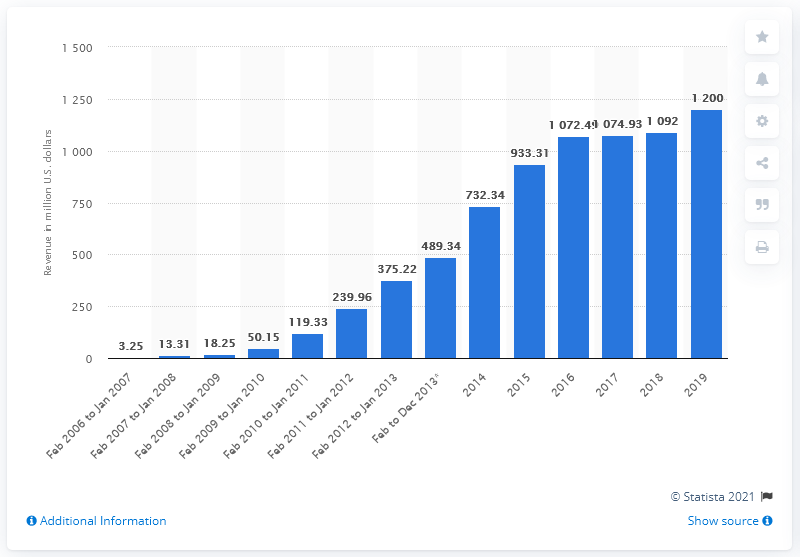 1 500
1 250
1 000
750
500
250
0
Revenue in million U.S. dollars
3.25
13.31
18.25
50.15
119.33
239.96
375.22
489.34
732.34
933.31
1 072.49
1 074.93
1 092
1 200
Feb 2006 to Jan 2007
Feb 2007 to Jan 2008
Feb 2008 to Jan 2009
Feb 2009 to Jan 2010
Feb 2010 to Jan 2011
Feb 2011 to Jan 2012
Feb 2012 to Jan 2013
Feb to Dec 2013*
2014
2015
2016
2017
2018
2019
© Statista 2021
Additional Information
Show source